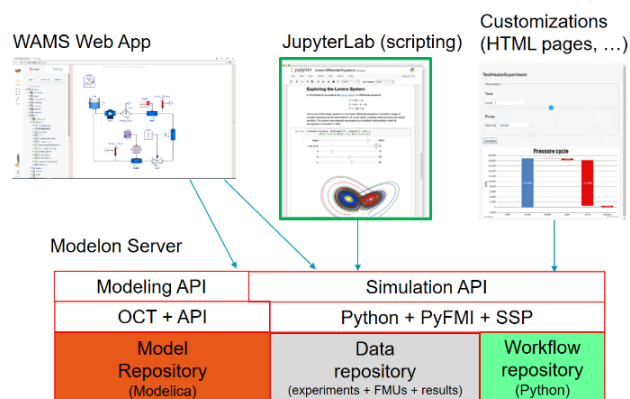 WAMS Web App
JupyterLab (scripting)
Customizations
(HTML pages, …)
Exploring the Lorenz System
TestHeaterExperiment
Pressure cycle
Modelon Server
Modeling API
Simulation API
OCT + API
Python + PyFMI + SSP
Model
Repository
(Modelica)
Data
repository
(experiments + FMUs + results)
Workflow
repository
(Python)